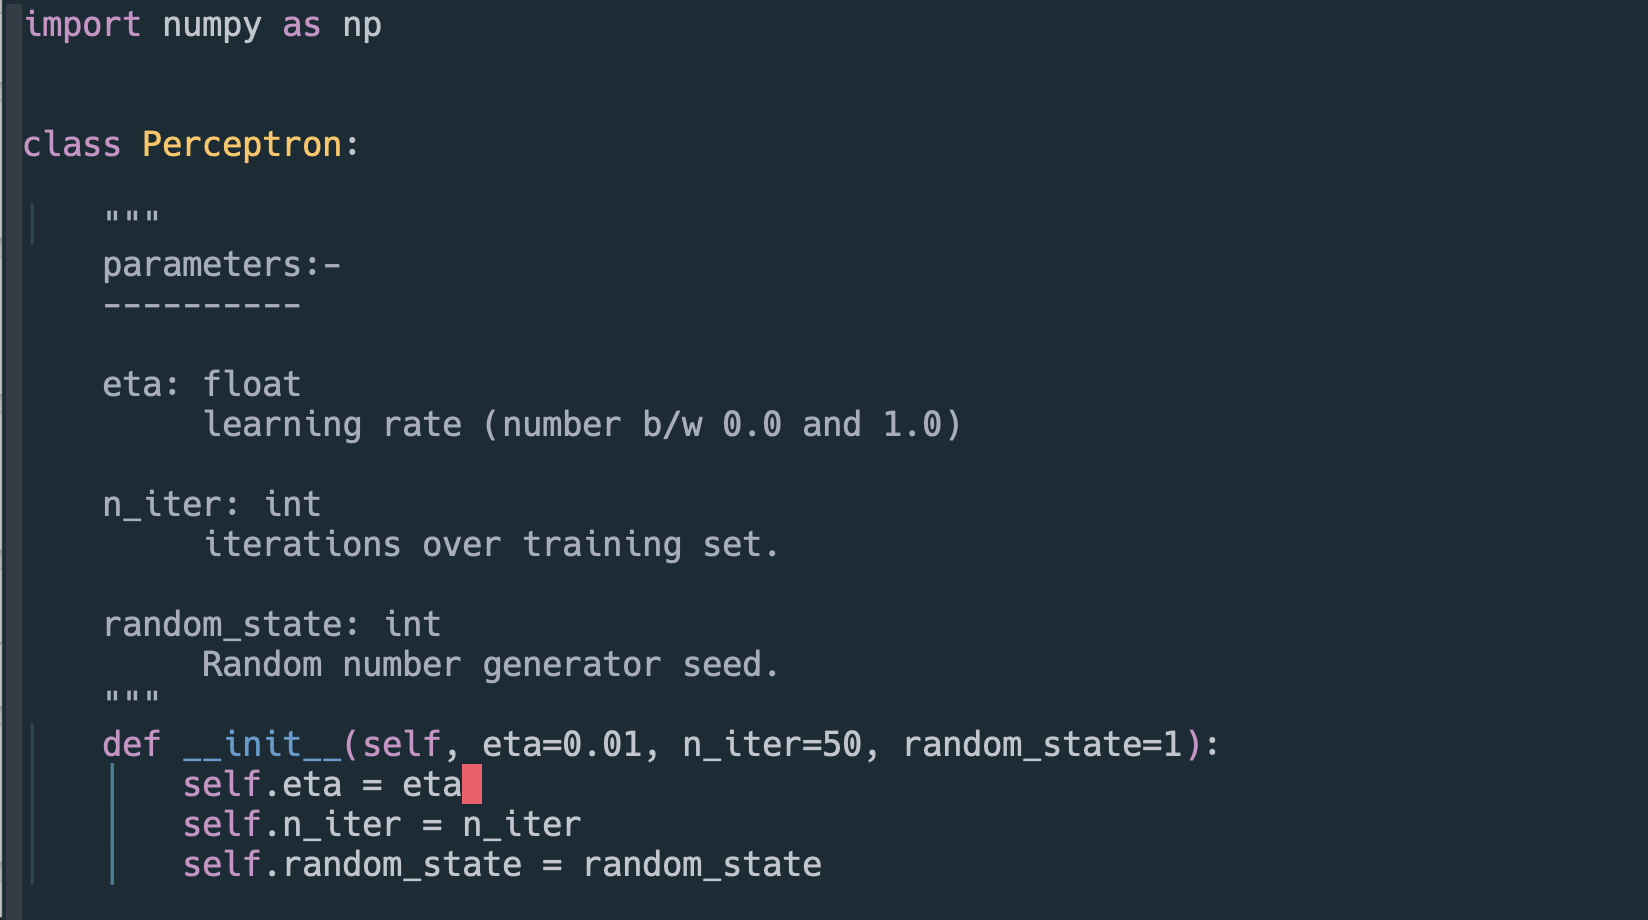 import numpy as np
class Perceptron:
"""
parameters:-
----------
eta: float
learning rate (number b/w 0.0 and 1.0)
n_iter: int
iterations over training set.
random_state: int
Random number generator seed.
"""
def __init__(self, eta=0.01, n_iter=50, random_state=1):
self.eta = eta
self.n_iter = n_iter
self.random_state = random_state